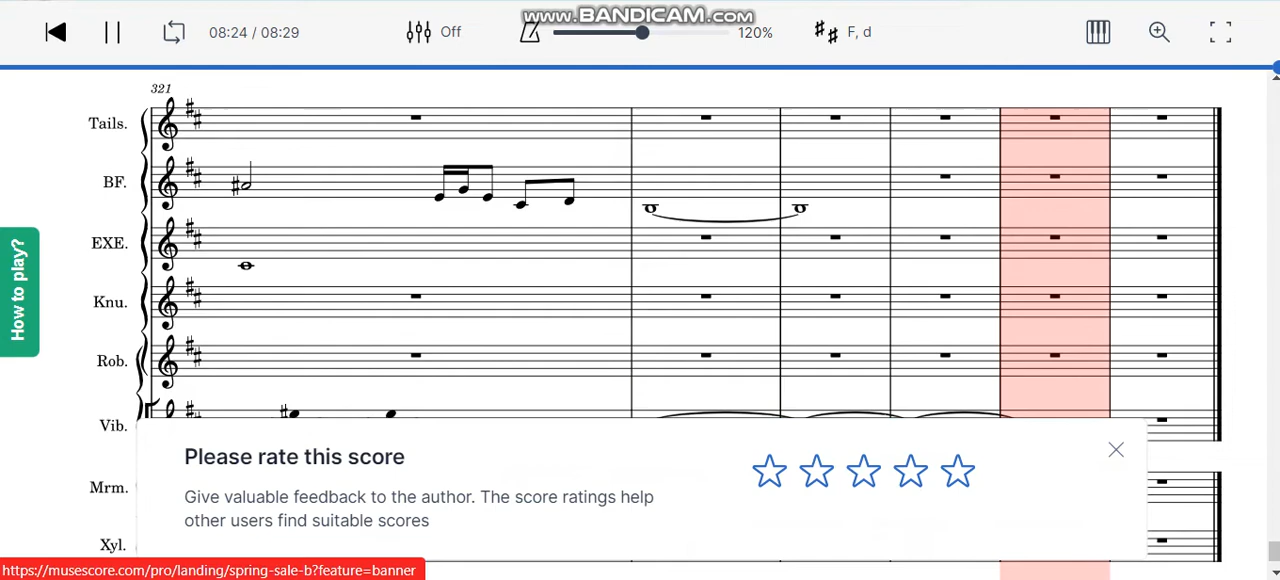 www.BANDICAM.com
08:24 / 08:29
Off
120%
F, d
321
Tails.
BF.
EXE.
Knu.
Rob.
Vib.
Mrm.
Xyl.
How to play?
Please rate this score
Give valuable feedback to the author. The score ratings help
other users find suitable scores
https://musescore.com/pro/landing/spring-sale-b?feature=banner